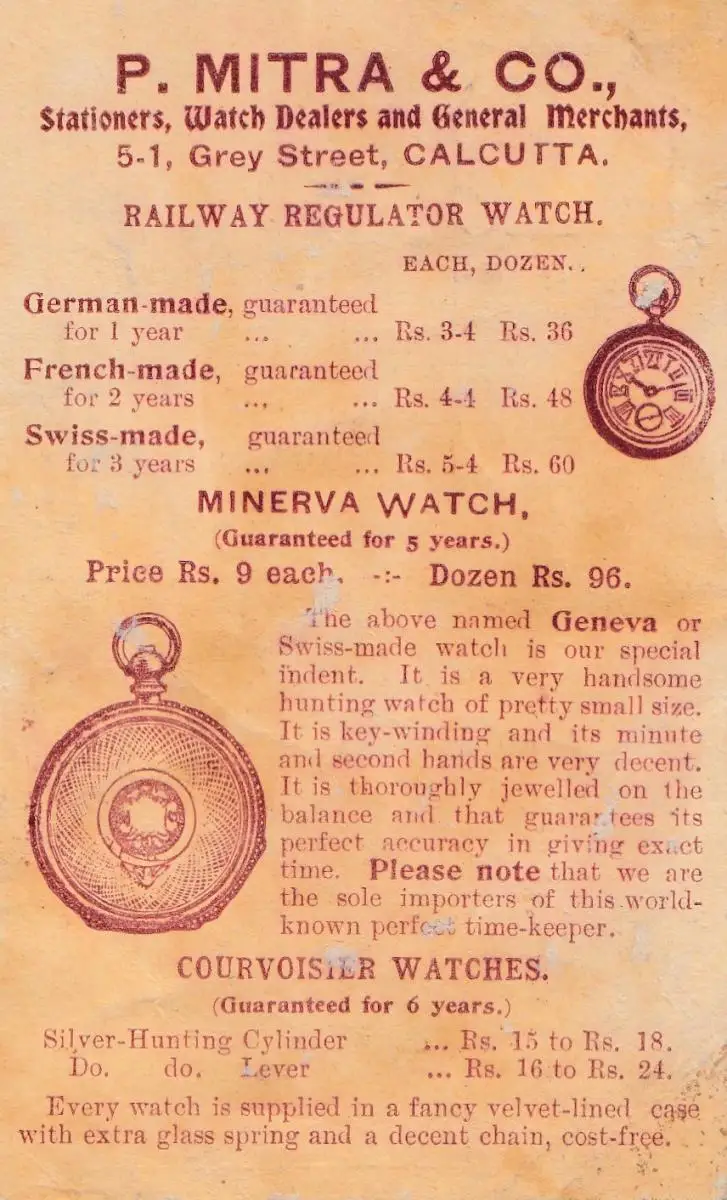 P. MITRA & CO.,
Stationers, Watch Dealers and General Merchants,
5-1, Grey Street, CALCUTTA.
RAILWAY REGULATOR WATCH.
EACH, DOZEN..
German-made, guaranteed
for 1 year ... ... Rs. 3-4 Rs. 36
French-made, guaranteed
for 2 years ... ... Rs. 4-4 Rs. 48
Swiss-made, guaranteed
for 3 years ... ... Rs. 5-4 Rs. 60
MINERVA WATCH,
(Guaranteed for 5 years.)
Price Rs. 9 each. -:- Dozen Rs. 96.
The above named Geneva or
Swiss-made watch is our special
indent. It is a very handsome
hunting watch of pretty small size.
It is key-winding and its minute
and second hands are very decent.
It is thoroughly jewelled on the
balance and that guarantees its
perfect accuracy in giving exact
time. Please note that we are
the sole importers of this world-
known perfect time-keeper.
COURVOISIER WATCHES.
(Guaranteed for 6 years.)
Silver-Hunting Cylinder ... Rs. 15 to Rs. 18.
Do. do. Lever ... Rs. 16 to Rs. 24.
Every watch is supplied in a fancy velvet-lined case
with extra glass spring and a decent chain, cost-free.